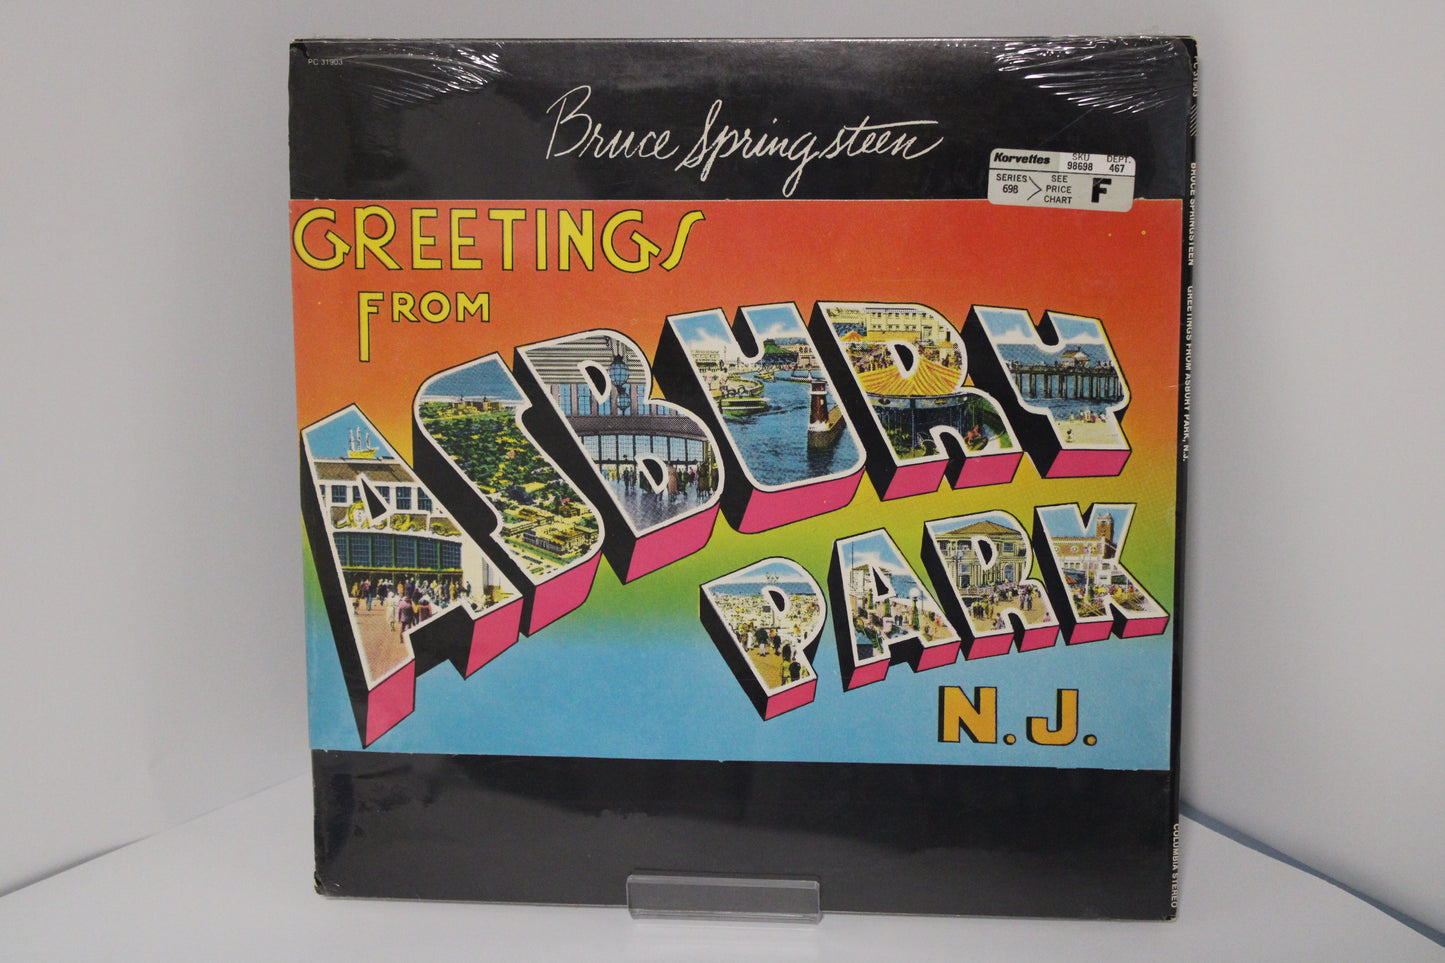 PC 31903
Bruce Springsteen
Korvettes SKU 98698 DEPT. 467
SERIES 698 SEE PRICE CHART F
GREETINGS
FROM
ASBURY
PARK
N.J.
BRUCE SPRINGSTEEN GREETINGS FROM ASBURY PARK, N.J.
COLUMBIA STEREO